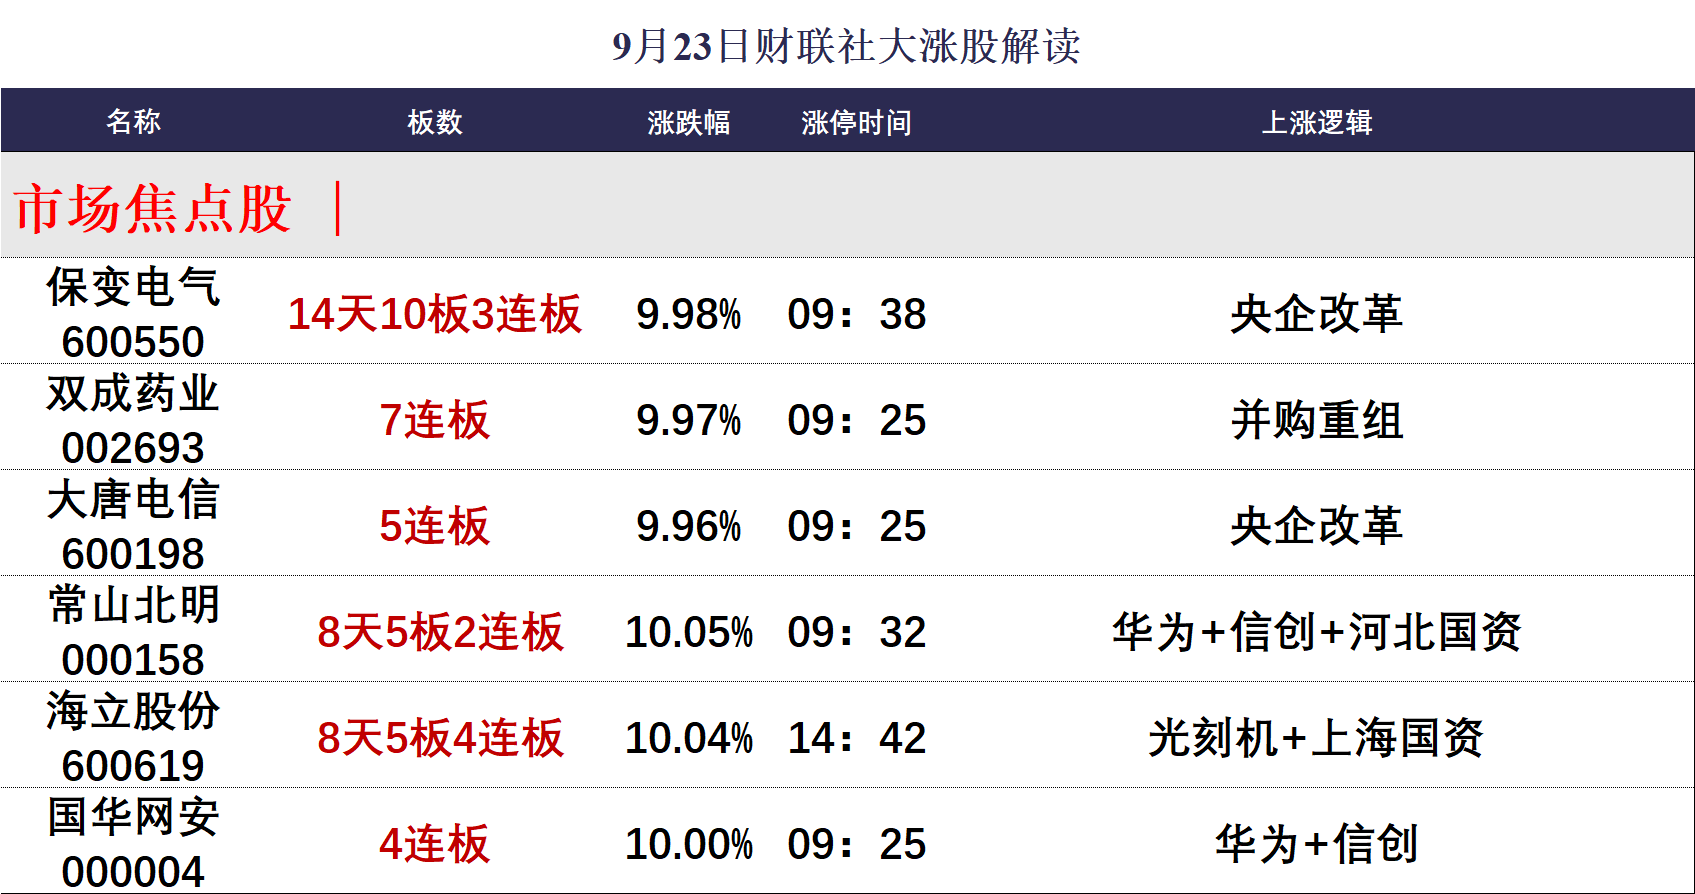 9月23日财联社大涨股解读
名称 板数 涨跌幅 涨停时间 上涨逻辑
市场焦点股 ｜
保变电气
600550 14天10板3连板 9.98% 09：38 央企改革
双成药业
002693 7连板 9.97% 09：25 并购重组
大唐电信
600198 5连板 9.96% 09：25 央企改革
常山北明
000158 8天5板2连板 10.05% 09：32 华为+信创+河北国资
海立股份
600619 8天5板4连板 10.04% 14：42 光刻机+上海国资
国华网安
000004 4连板 10.00% 09：25 华为+信创